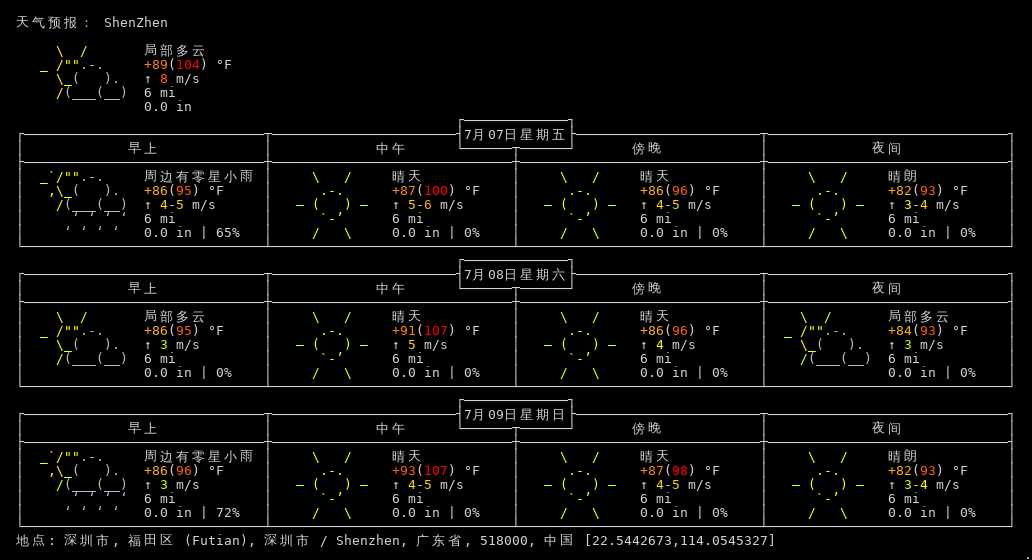 天气预报： ShenZhen
局部多云
+89(104) °F
↑ 8 m/s
6 mi
0.0 in
7月07日星期五
早上 中午 傍晚 夜间
周边有零星小雨 晴天 晴天 晴朗
+86(95) °F +87(100) °F +86(96) °F +82(93) °F
↑ 4-5 m/s ↑ 5-6 m/s ↑ 4-5 m/s ↑ 3-4 m/s
6 mi 6 mi 6 mi 6 mi
0.0 in | 65% 0.0 in | 0% 0.0 in | 0% 0.0 in | 0%
7月08日星期六
早上 中午 傍晚 夜间
局部多云 晴天 晴天 局部多云
+86(95) °F +91(107) °F +86(96) °F +84(93) °F
↑ 3 m/s ↑ 5 m/s ↑ 4 m/s ↑ 3 m/s
6 mi 6 mi 6 mi 6 mi
0.0 in | 0% 0.0 in | 0% 0.0 in | 0% 0.0 in | 0%
7月09日星期日
早上 中午 傍晚 夜间
周边有零星小雨 晴天 晴天 晴朗
+86(96) °F +93(107) °F +87(98) °F +82(93) °F
↑ 3 m/s ↑ 4-5 m/s ↑ 4-5 m/s ↑ 3-4 m/s
6 mi 6 mi 6 mi 6 mi
0.0 in | 72% 0.0 in | 0% 0.0 in | 0% 0.0 in | 0%
地点: 深圳市, 福田区 (Futian), 深圳市 / Shenzhen, 广东省, 518000, 中国 [22.5442673,114.0545327]